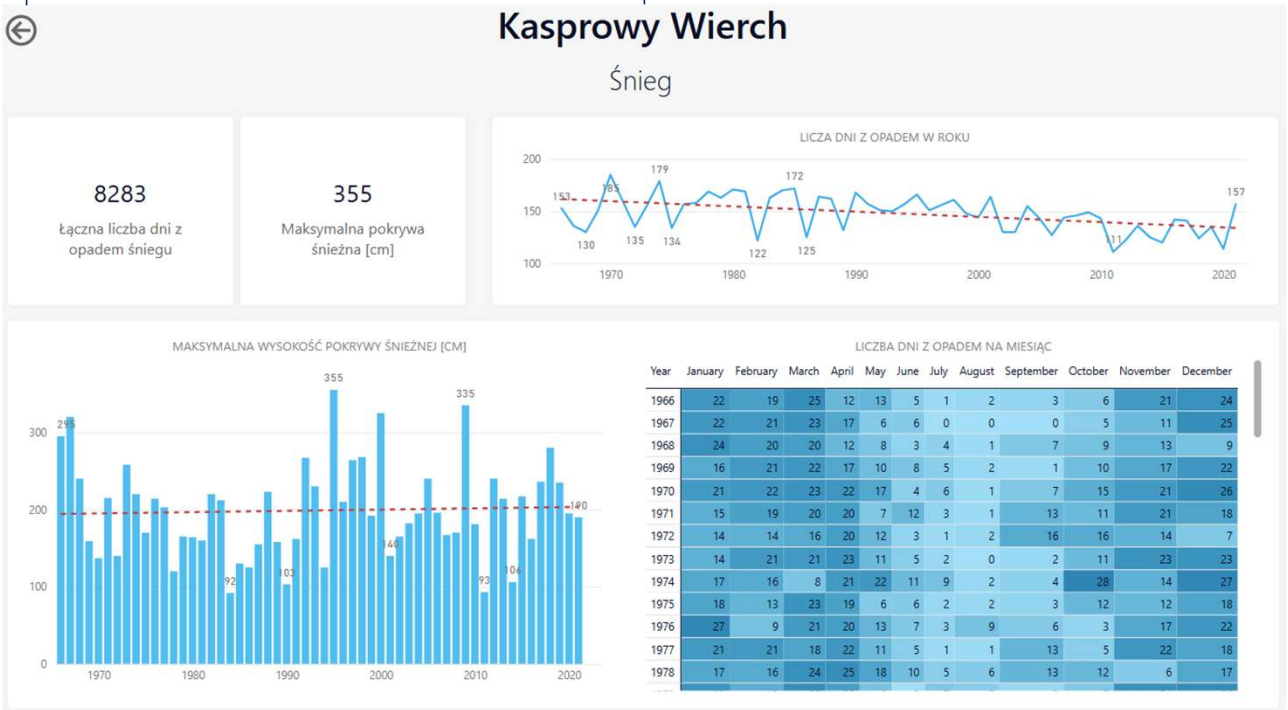 Kasprowy Wierch
Śnieg
8283
Łączna liczba dni z
opadem śniegu
355
Maksymalna pokrywa
śnieżna [cm]
LICZA DNI Z OPADEM W ROKU
200
150
100
153
185
179
172
157
130
135
134
122
125
111
1970 1980 1990 2000 2010 2020
MAKSYMALNA WYSOKOŚĆ POKRYWY ŚNIEŻNEJ [CM]
300
200
100
0
295
355
335
190
140
92
103
93
106
1970 1980 1990 2000 2010 2020
LICZBA DNI Z OPADEM NA MIESIĄC
Year January February March April May June July August September October November December
1966 22 19 25 12 13 5 1 2 3 6 21 24
1967 22 21 23 17 6 6 0 0 0 5 11 25
1968 24 20 20 12 8 3 4 1 7 9 13 9
1969 16 21 22 17 10 8 5 2 1 10 17 22
1970 21 22 23 22 17 4 6 1 7 15 21 26
1971 15 19 20 20 7 12 3 1 13 11 21 18
1972 14 14 16 20 12 3 1 2 16 16 14 7
1973 14 21 21 23 11 5 2 0 2 11 23 23
1974 17 16 8 21 22 11 9 2 4 28 14 27
1975 18 13 23 19 6 6 2 2 3 12 12 18
1976 27 9 21 20 13 7 3 9 6 3 17 22
1977 21 21 18 22 11 5 1 1 13 5 22 18
1978 17 16 24 25 18 10 5 6 13 12 6 17